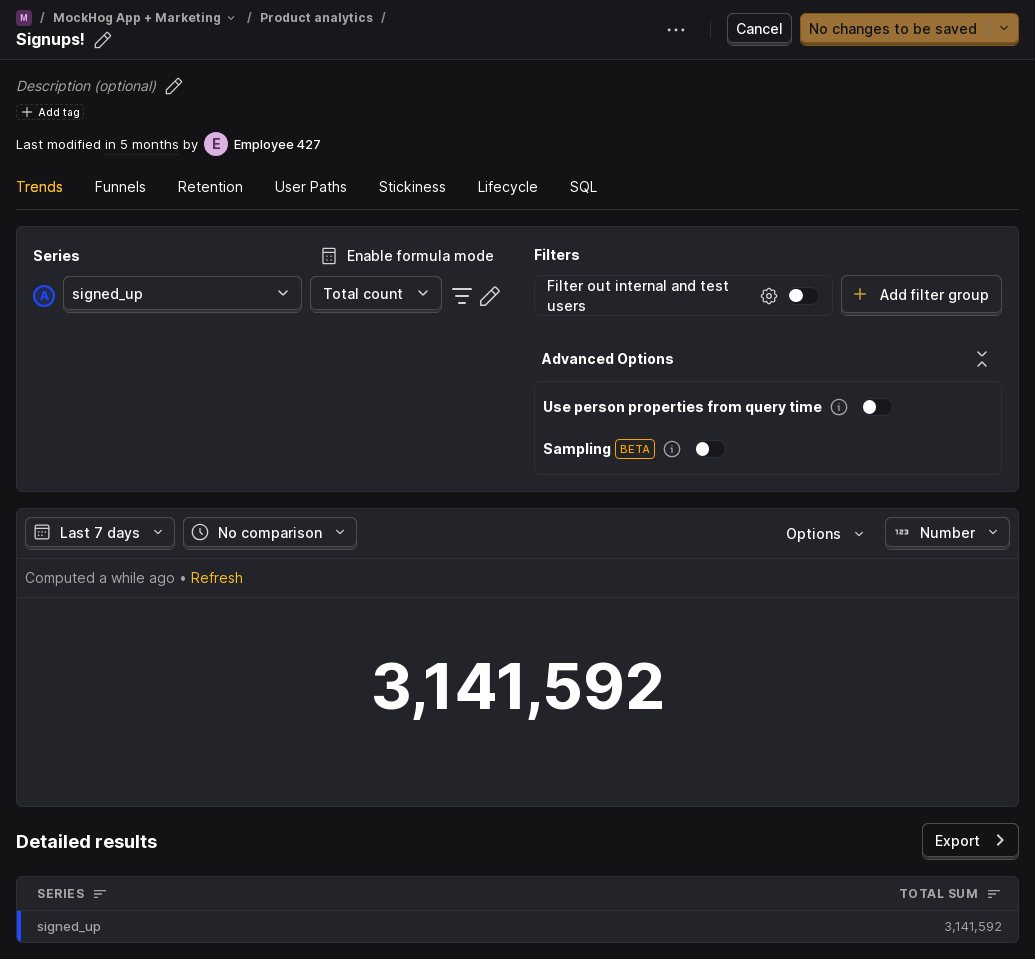 M / MockHog App + Marketing / Product analytics /
Signups!
Cancel
No changes to be saved
Description (optional)
Add tag
Last modified in 5 months by E Employee 427
Trends Funnels Retention User Paths Stickiness Lifecycle SQL
Series
Enable formula mode
A signed_up Total count
Filters
Filter out internal and test
users
Add filter group
Advanced Options
Use person properties from query time
Sampling BETA
Last 7 days No comparison Options 123 Number
Computed a while ago • Refresh
3,141,592
Detailed results
Export
SERIES TOTAL SUM
signed_up 3,141,592